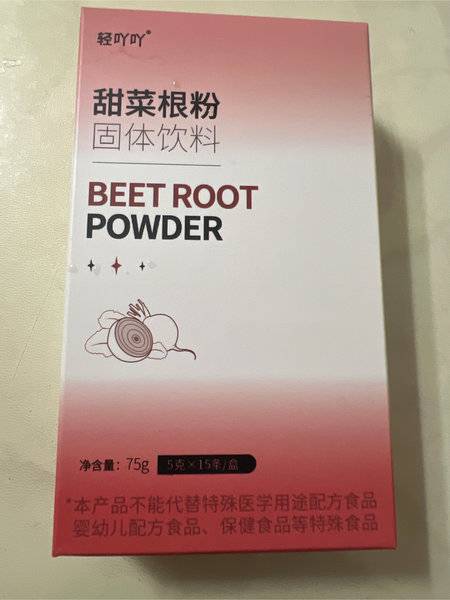 轻吖吖®
甜菜根粉
固体饮料
BEET ROOT
POWDER
净含量：75g 5克×15条/盒
*本产品不能代替特殊医学用途配方食品
婴幼儿配方食品、保健食品等特殊食品